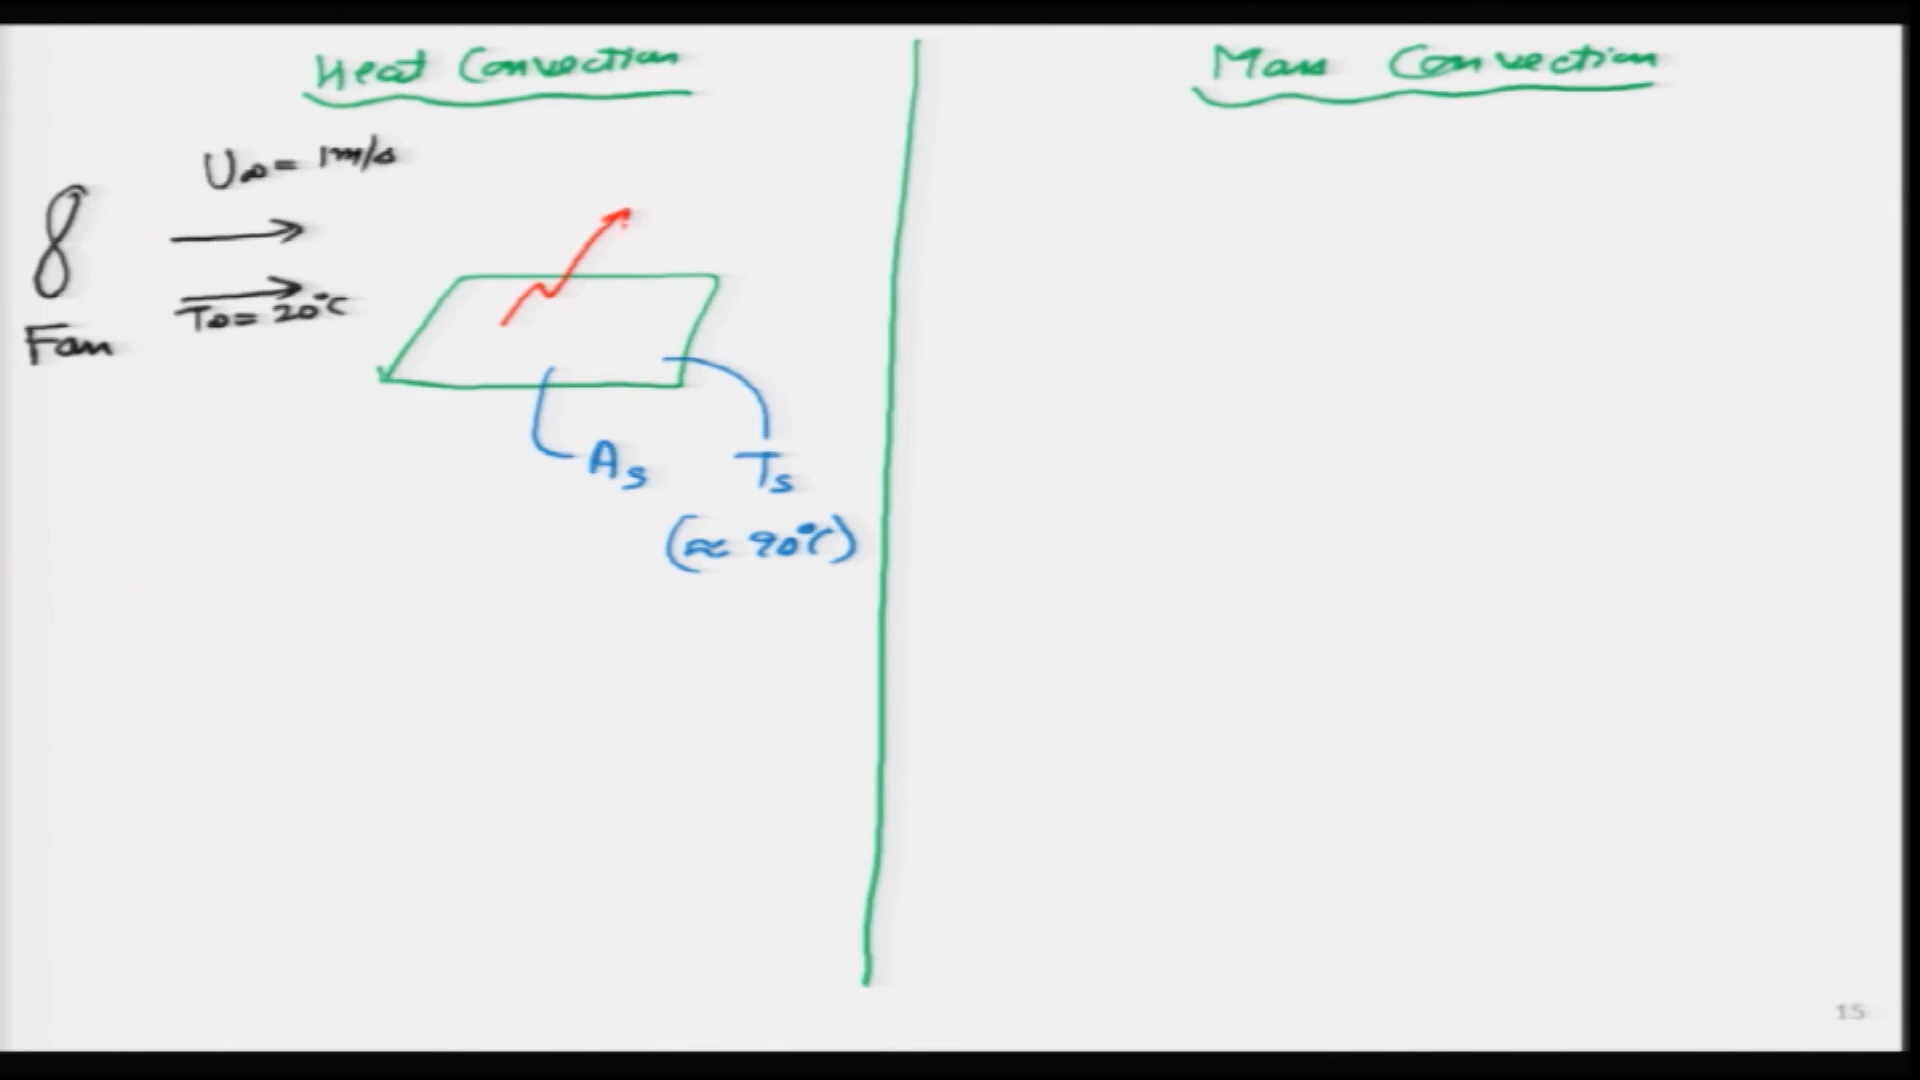 Heat Convection
Mass Convection
U∞ = 1m/s
T∞ = 20°C
Fan
As
Ts
(≈ 90°C)
15